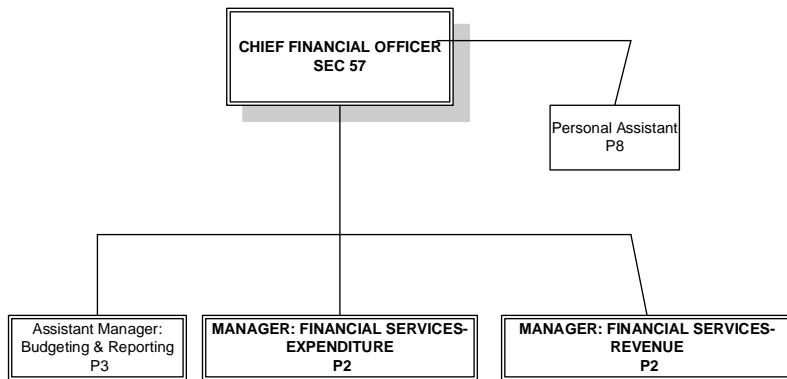 CHIEF FINANCIAL OFFICER
SEC 57
Personal Assistant
P8
Assistant Manager:
Budgeting & Reporting
P3
MANAGER: FINANCIAL SERVICES-
EXPENDITURE
P2
MANAGER: FINANCIAL SERVICES-
REVENUE
P2